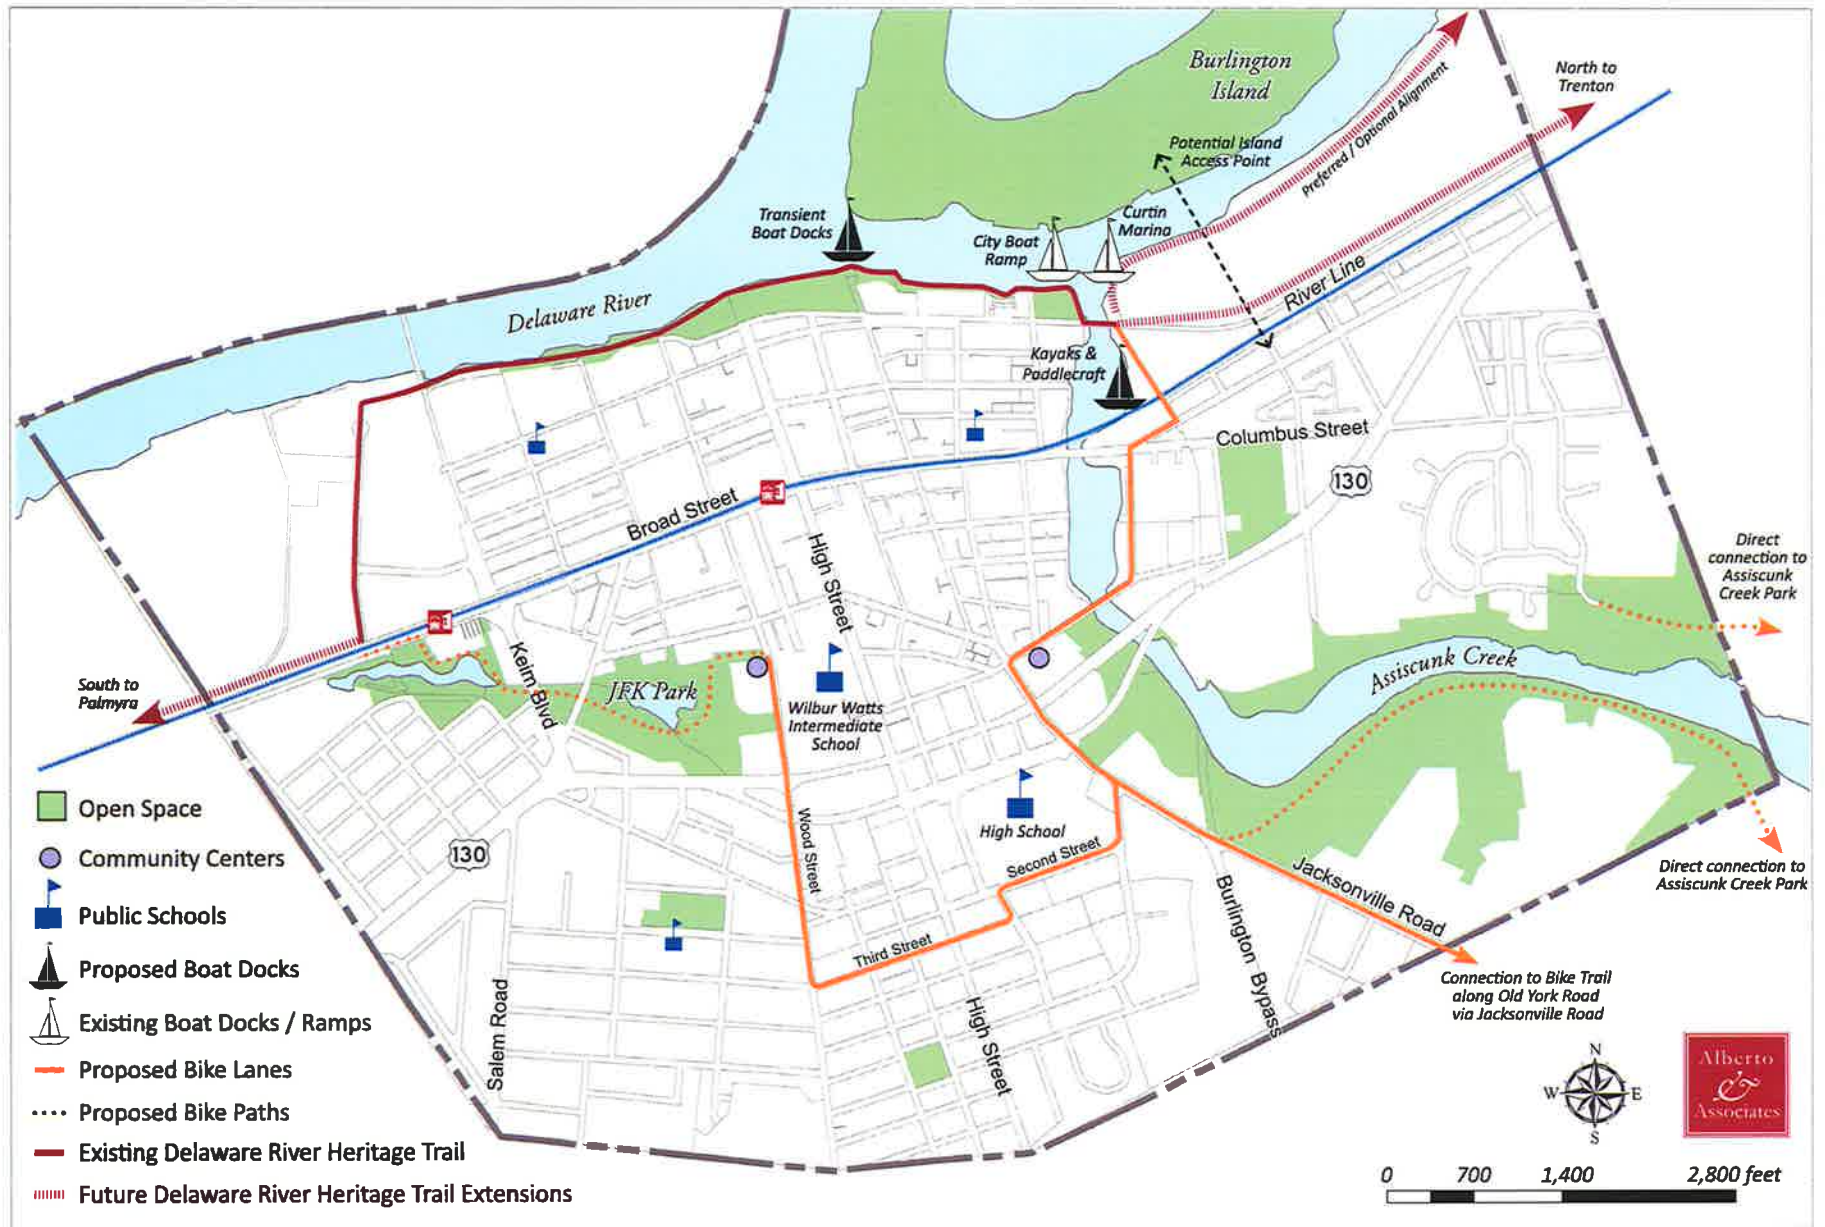 Burlington
Island
North to
Trenton
Preferred / Optional Alignment
Potential Island
Access Point
Transient
Boat Docks
City Boat
Ramp
Curtin
Marina
River Line
Delaware River
Kayaks &
Paddlecraft
Columbus Street
130
Broad Street
High Street
Direct
connection to
Assiscunk
Creek Park
Keim Blvd
JFK Park
Assiscunk Creek
South to
Palmyra
Wilbur Watts
Intermediate
School
High School
Second Street
Wood Street
Third Street
130
Jacksonville Road
Direct connection to
Assiscunk Creek Park
Burlington Bypass
Salem Road
High Street
Connection to Bike Trail
along Old York Road
via Jacksonville Road
Open Space
Community Centers
Public Schools
Proposed Boat Docks
Existing Boat Docks / Ramps
Proposed Bike Lanes
Proposed Bike Paths
Existing Delaware River Heritage Trail
Future Delaware River Heritage Trail Extensions
N
W E
S
Alberto
&
Associates
0 700 1,400 2,800 feet